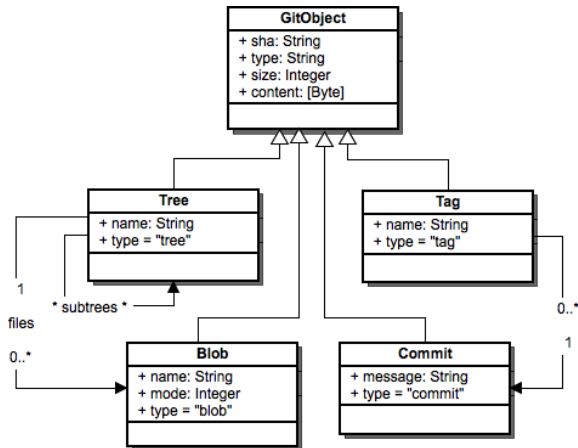 GitObject
+ sha: String
+ type: String
+ size: Integer
+ content: [Byte]
Tree
+ name: String
+ type = "tree"
Tag
+ name: String
+ type = "tag"
1
* subtrees *
files
0..*
0..*
1
Blob
+ name: String
+ mode: Integer
+ type = "blob"
Commit
+ message: String
+ type = "commit"